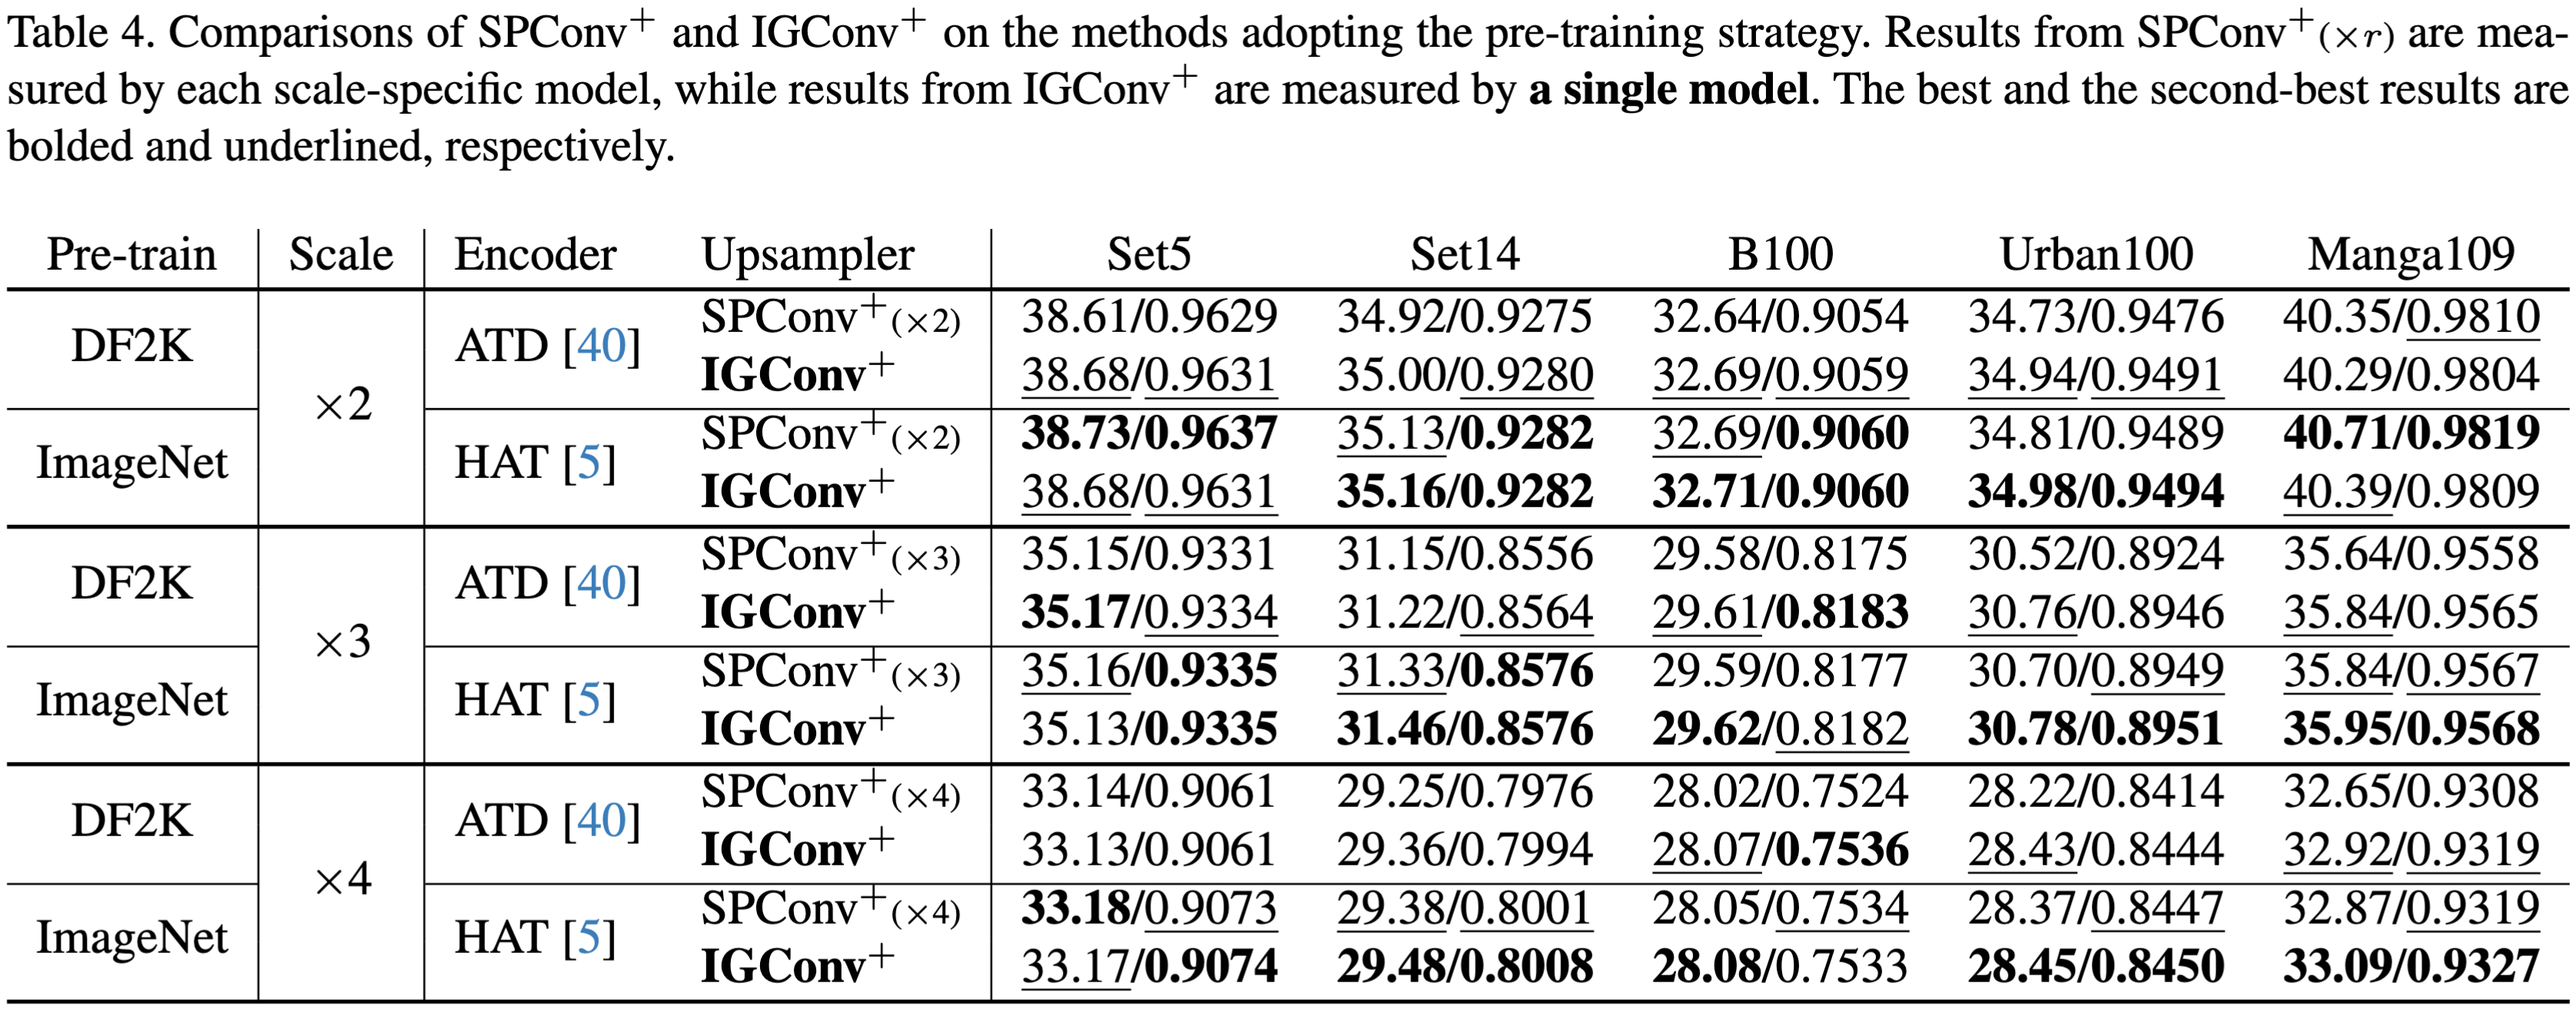 Table 4. Comparisons of SPConv+ and IGConv+ on the methods adopting the pre-training strategy. Results from SPConv+(×r) are mea-
sured by each scale-specific model, while results from IGConv+ are measured by a single model. The best and the second-best results are
bolded and underlined, respectively.
Pre-train Scale Encoder Upsampler Set5 Set14 B100 Urban100 Manga109
DF2K ×2 ATD [40] SPConv+(×2) 38.61/0.9629 34.92/0.9275 32.64/0.9054 34.73/0.9476 40.35/0.9810
IGConv+ 38.68/0.9631 35.00/0.9280 32.69/0.9059 34.94/0.9491 40.29/0.9804
ImageNet HAT [5] SPConv+(×2) 38.73/0.9637 35.13/0.9282 32.69/0.9060 34.81/0.9489 40.71/0.9819
IGConv+ 38.68/0.9631 35.16/0.9282 32.71/0.9060 34.98/0.9494 40.39/0.9809
DF2K ×3 ATD [40] SPConv+(×3) 35.15/0.9331 31.15/0.8556 29.58/0.8175 30.52/0.8924 35.64/0.9558
IGConv+ 35.17/0.9334 31.22/0.8564 29.61/0.8183 30.76/0.8946 35.84/0.9565
ImageNet HAT [5] SPConv+(×3) 35.16/0.9335 31.33/0.8576 29.59/0.8177 30.70/0.8949 35.84/0.9567
IGConv+ 35.13/0.9335 31.46/0.8576 29.62/0.8182 30.78/0.8951 35.95/0.9568
DF2K ×4 ATD [40] SPConv+(×4) 33.14/0.9061 29.25/0.7976 28.02/0.7524 28.22/0.8414 32.65/0.9308
IGConv+ 33.13/0.9061 29.36/0.7994 28.07/0.7536 28.43/0.8444 32.92/0.9319
ImageNet HAT [5] SPConv+(×4) 33.18/0.9073 29.38/0.8001 28.05/0.7534 28.37/0.8447 32.87/0.9319
IGConv+ 33.17/0.9074 29.48/0.8008 28.08/0.7533 28.45/0.8450 33.09/0.9327